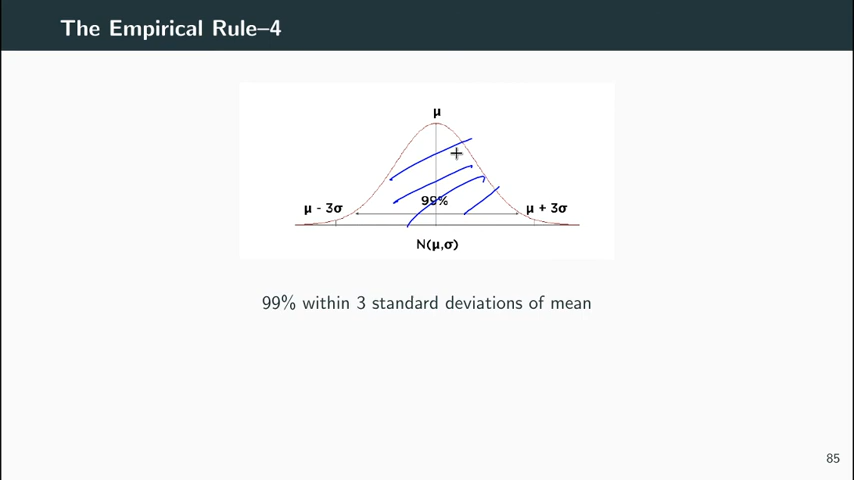 The Empirical Rule–4
μ
99%
μ - 3σ
μ + 3σ
N(μ,σ)
99% within 3 standard deviations of mean
85